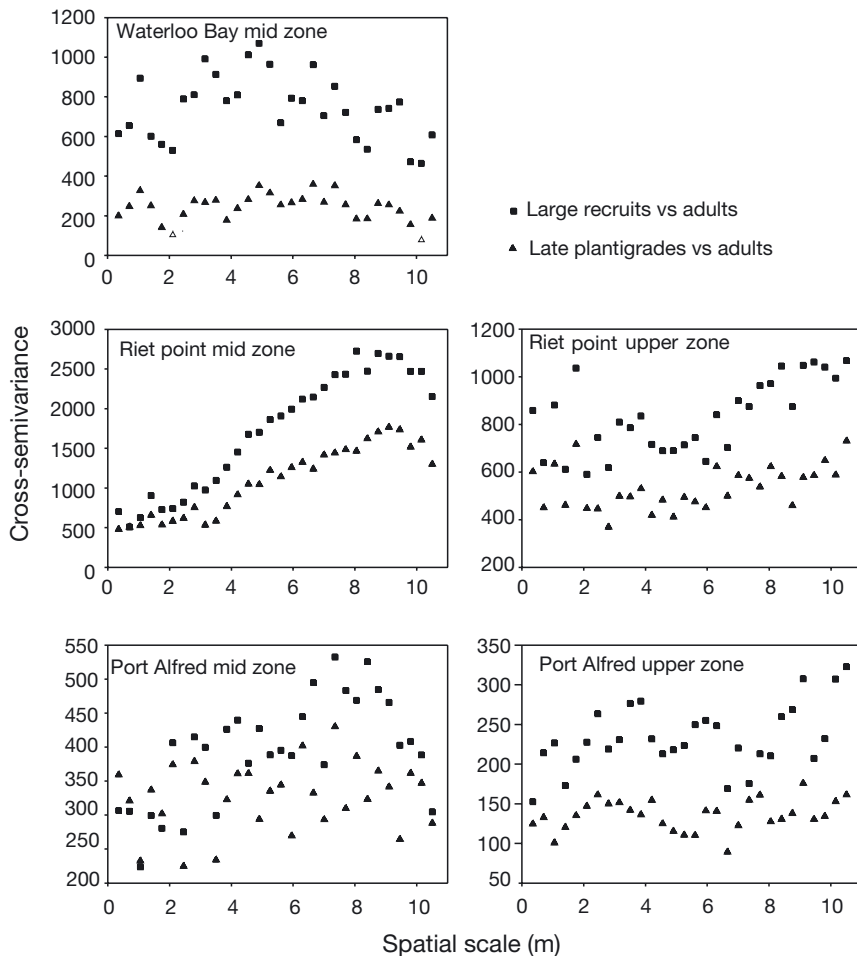 Waterloo Bay mid zone
1200
1000
800
600
400
200
0
0 2 4 6 8 10
Large recruits vs adults
Late plantigrades vs adults
Cross-semivariance
Riet point mid zone
3000
2500
2000
1500
1000
500
0
0 2 4 6 8 10
Riet point upper zone
1200
1000
800
600
400
200
0 2 4 6 8 10
Port Alfred mid zone
550
500
450
400
350
300
250
200
0 2 4 6 8 10
Port Alfred upper zone
350
300
250
200
150
100
50
0 2 4 6 8 10
Spatial scale (m)